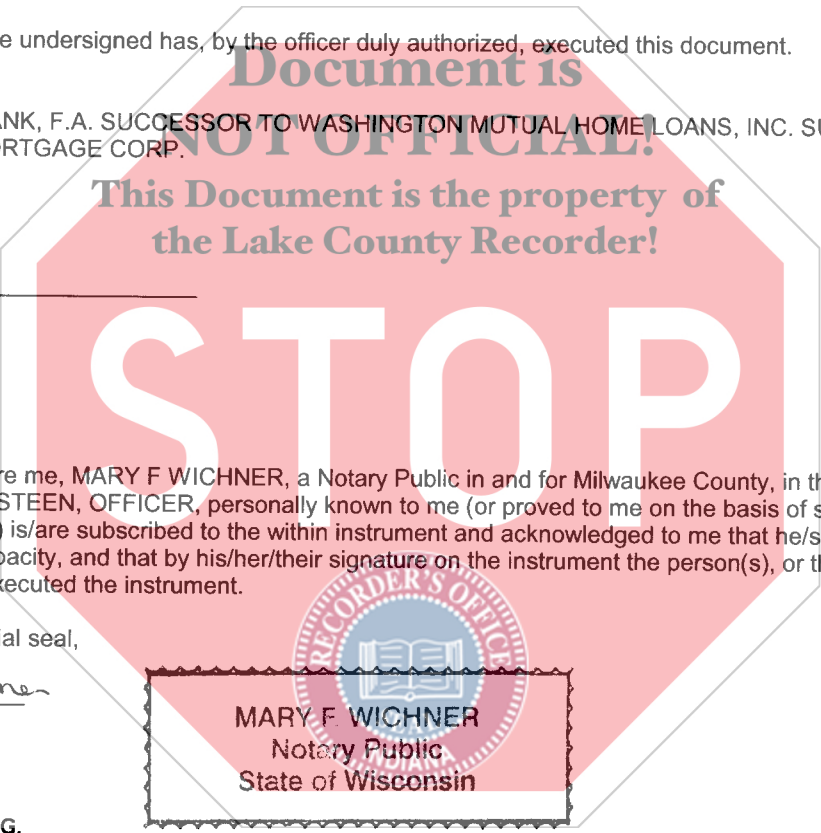 e undersigned has, by the officer duly authorized, executed this document.
Document is
ANK, F.A. SUCCESSOR TO WASHINGTON MUTUAL HOME LOANS, INC. SU
NOT OFFICIAL!
RTGAGE CORP.
This Document is the property of
the Lake County Recorder!
STOP
re me, MARY F WICHNER, a Notary Public in and for Milwaukee County, in th
STEEN, OFFICER, personally known to me (or proved to me on the basis of s
) is/are subscribed to the within instrument and acknowledged to me that he/s
pacity, and that by his/her/their signature on the instrument the person(s), or th
xecuted the instrument.
RECORDER'S OFFICE
ial seal,
ner
MARY F. WICHNER
Notary Public
State of Wisconsin
INDIANA
G.